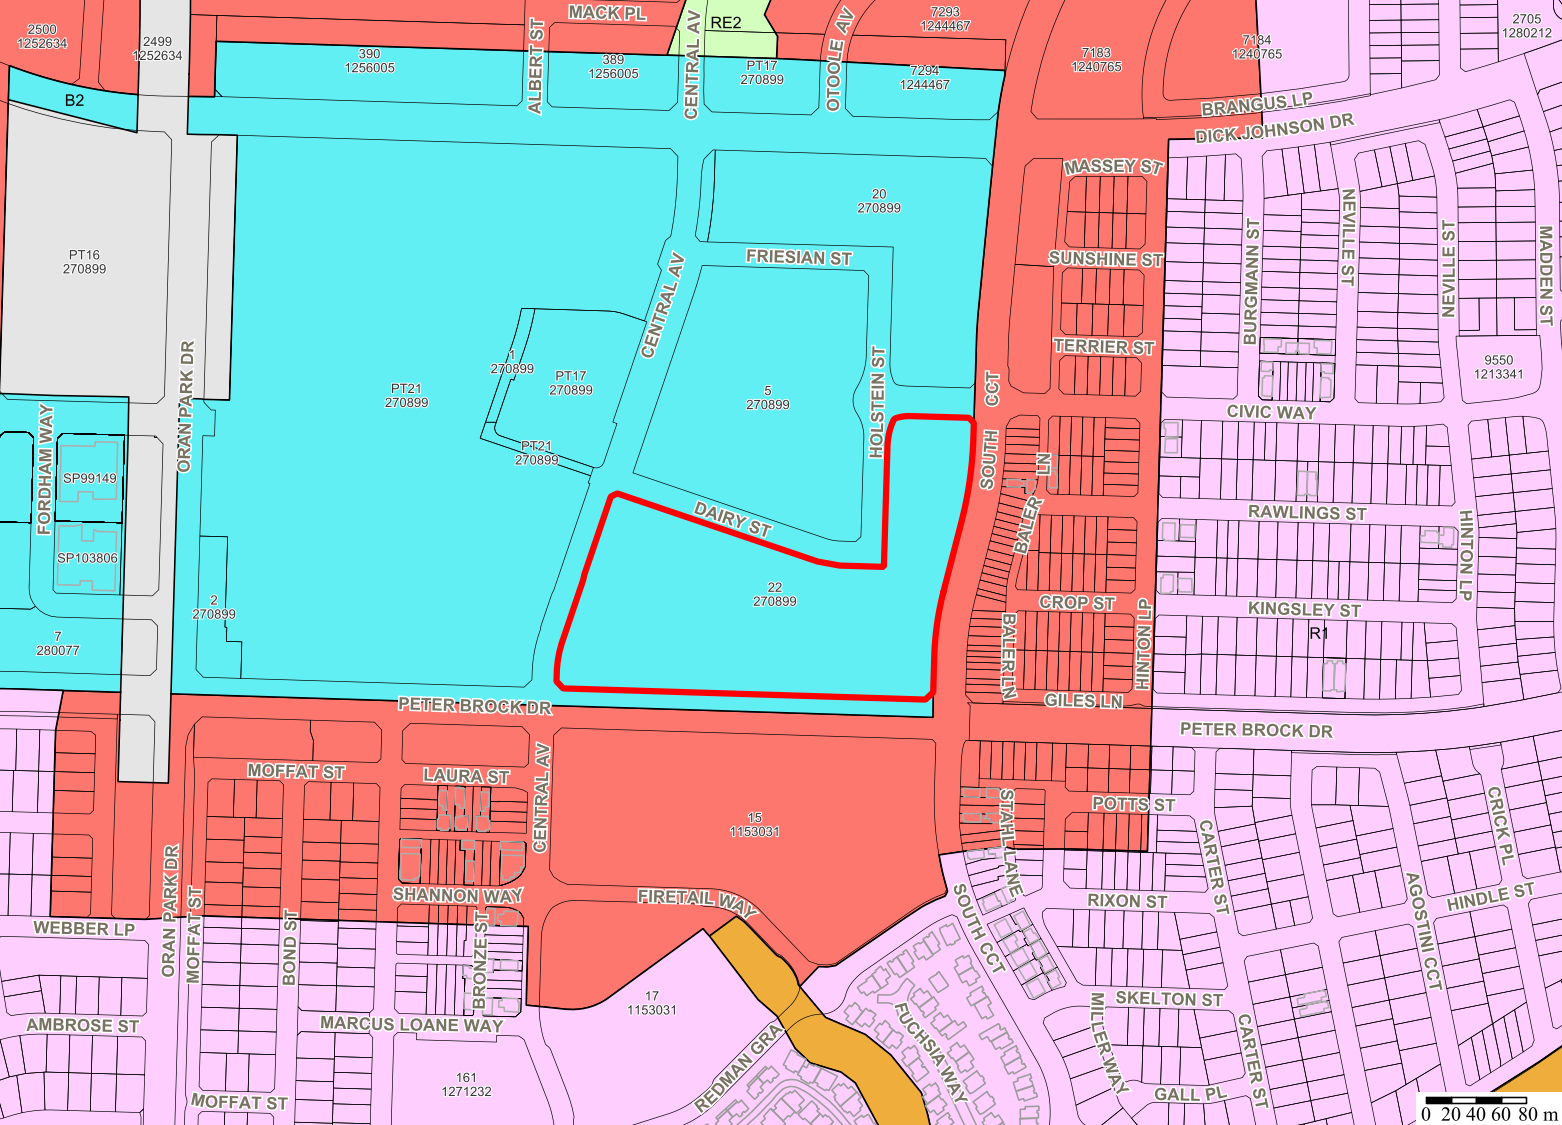 MACK PL
RE2
2500
1252634
2499
1252634
390
1256005
ALBERT ST
389
1256005
CENTRAL AV
PT17
270899
OTOOLE AV
7293
1244467
7294
1244467
7183
1240765
7184
1240765
2705
1280212
B2
BRANGUS LP
DICK JOHNSON DR
MASSEY ST
20
270899
PT16
270899
FRIESIAN ST
SUNSHINE ST
BURGMANN ST
NEVILLE ST
NEVILLE ST
MADDEN ST
CENTRAL AV
TERRIER ST
ORAN PARK DR
1
270899
PT17
270899
PT21
270899
5
270899
HOLSTEIN ST
SOUTH CCT
9550
1213341
CIVIC WAY
FORDHAM WAY
PT21
270899
SP99149
BALER LN
DAIRY ST
RAWLINGS ST
HINTON LP
SP103806
22
270899
CROP ST
KINGSLEY ST
2
270899
7
280077
BALER LN
HINTON LP
R1
PETER BROCK DR
GILES LN
PETER BROCK DR
MOFFAT ST
LAURA ST
CENTRAL AV
15
1153031
STAHL LANE
POTTS ST
CARTER ST
CRICK PL
ORAN PARK DR
MOFFAT ST
SHANNON WAY
FIRETAIL WAY
SOUTH CCT
RIXON ST
AGOSTINI CCT
HINDLE ST
WEBBER LP
BOND ST
BRONZE ST
17
1153031
SKELTON ST
AMBROSE ST
MARCUS LOANE WAY
REDMAN GRA
FUCHSIA WAY
MILLER WAY
CARTER ST
161
1271232
MOFFAT ST
GALL PL
0 20 40 60 80 m